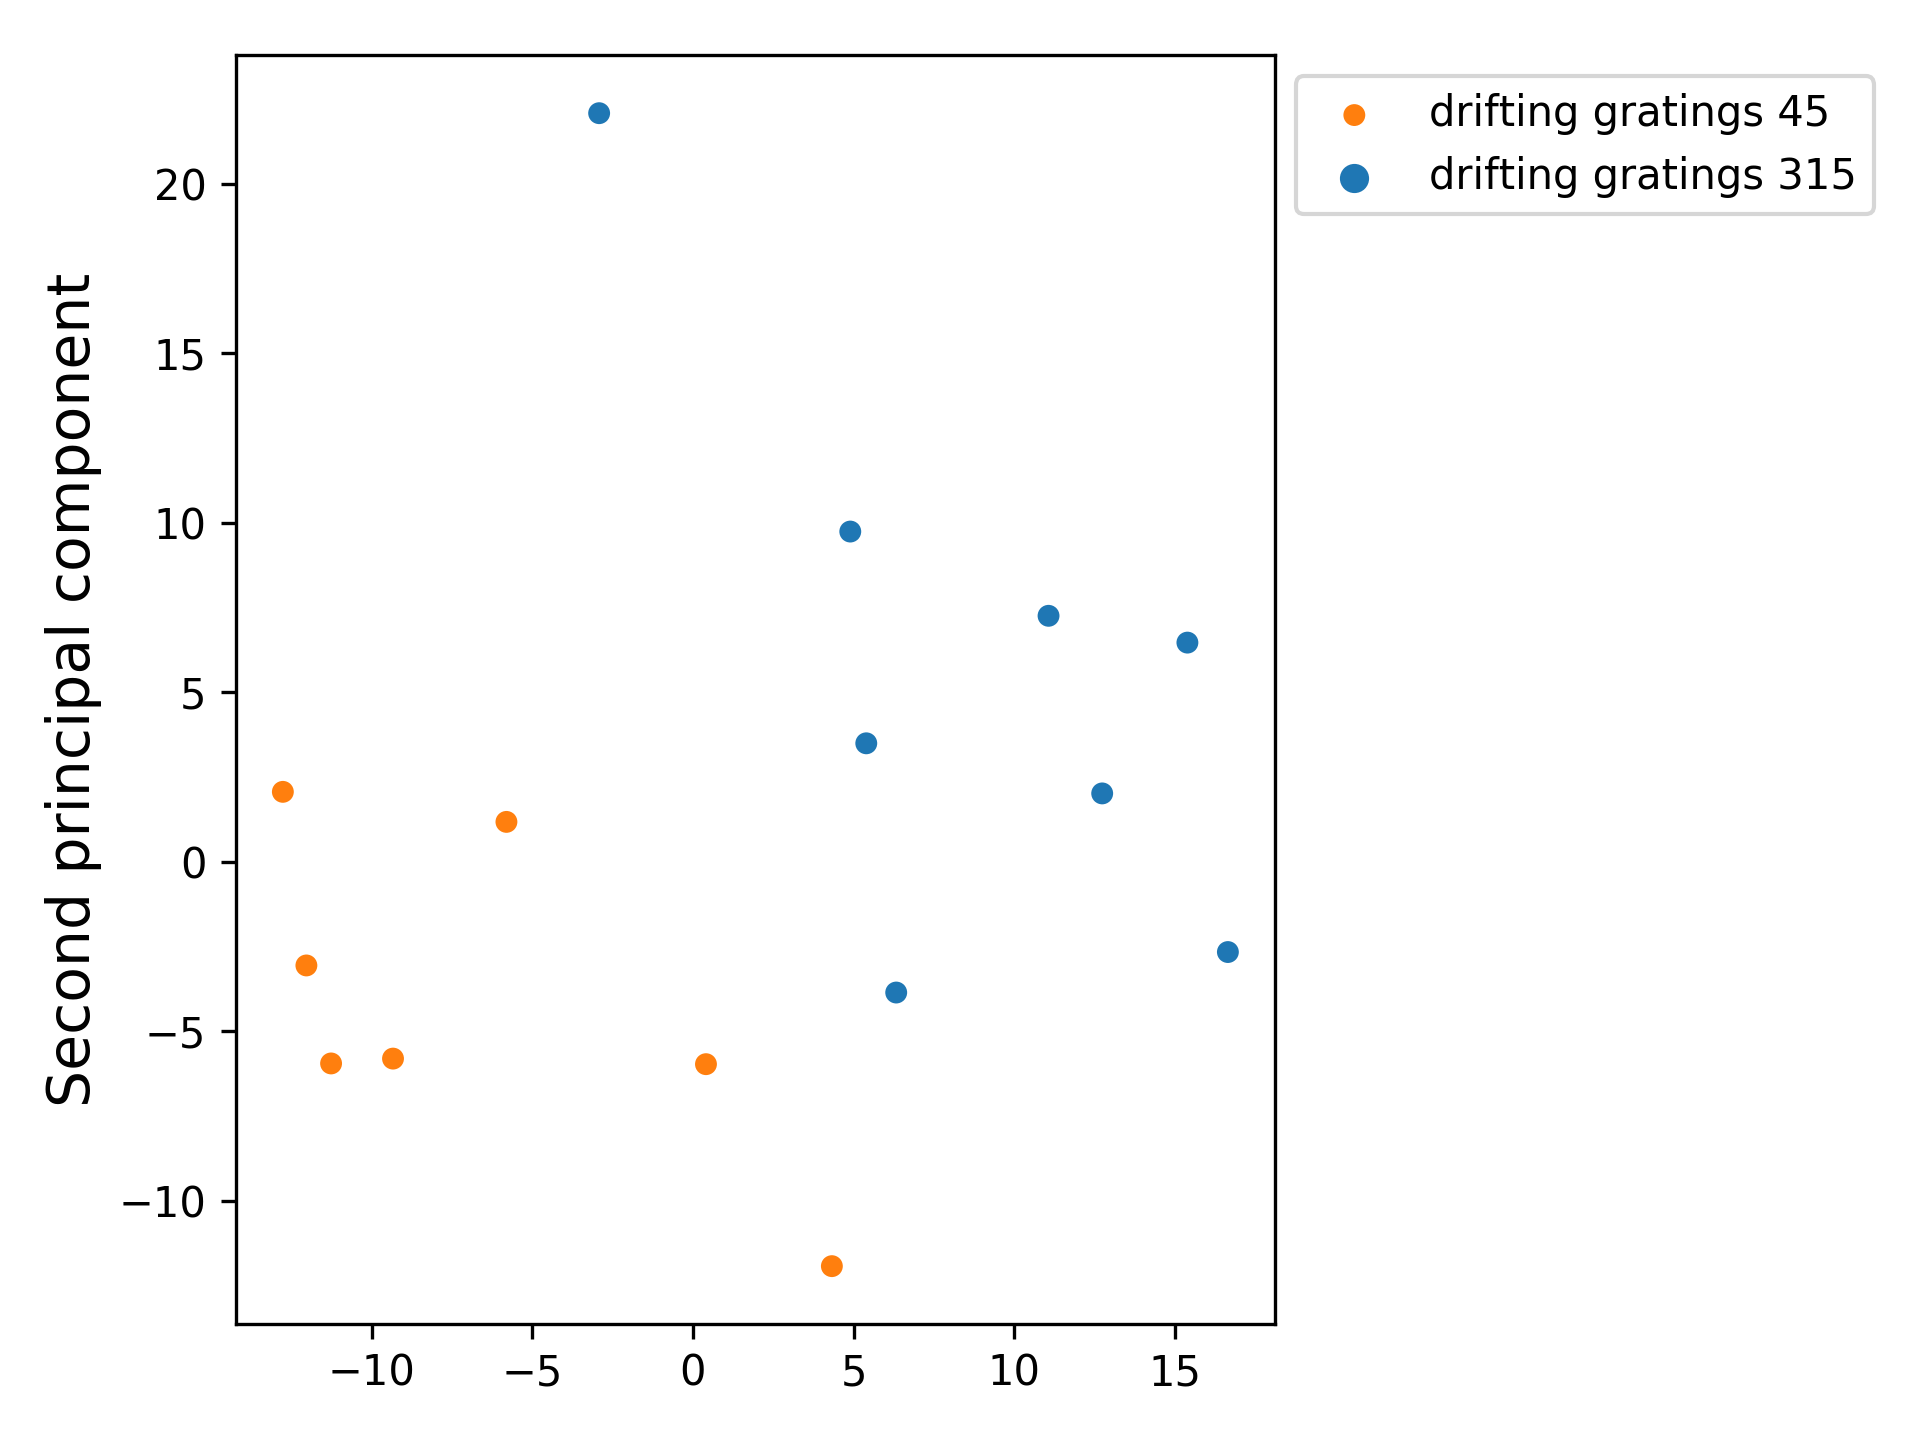 drifting gratings 45
drifting gratings 315
Second principal component
20
15
10
5
0
−5
−10
−10 −5 0 5 10 15